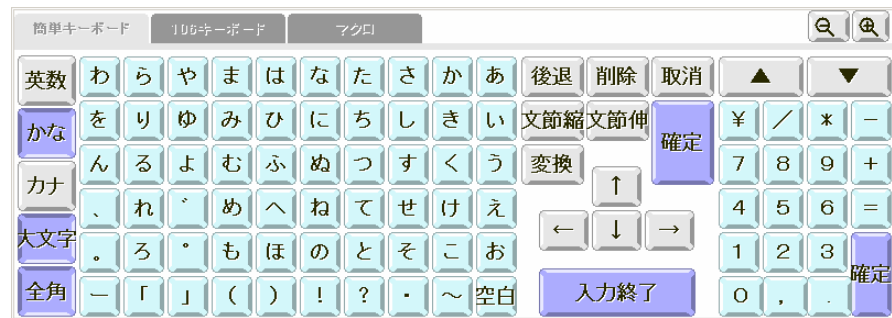 簡単キーボード 106キーボード マクロ
英数 わ ら や ま は な た さ か あ 後退 削除 取消 ▲ ▼
かな を り ゆ み ひ に ち し き い 文節縮 文節伸 確定 ¥ / * -
ん る よ む ふ ぬ つ す く う 変換 ↑ 7 8 9 +
カナ 、 れ ゛ め へ ね て せ け え ← ↓ → 4 5 6 =
大文字 。 ろ ゜ も ほ の と そ こ お 1 2 3 確定
全角 ー 「 」 ( ) ! ? ・ ~ 空白 入力終了 0 , .